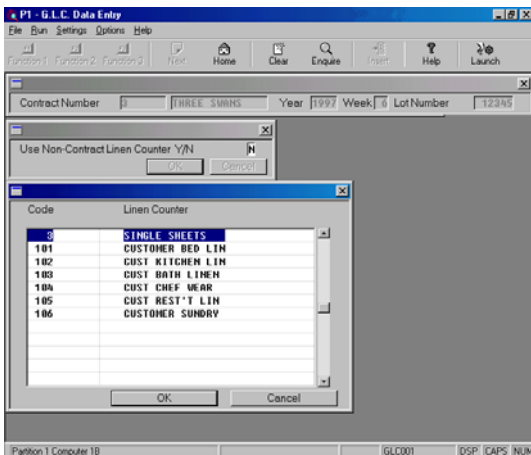 P1 - G.L.C. Data Enby
File Run Settings Options Help
Function 1 Function 2 Function 3 Next Home Clear Enquire Insert Help Launch
Contract Number 3 THREE SWANS Year 1997 Week 6 Lot Number 12345
Use Non-Contract Linen Counter Y/N N
OK Cancel
Code Linen Counter
3 SINGLE SHEETS
101 CUSTOMER BED LIN
102 CUST KITCHEN LIN
103 CUST BATH LINEN
104 CUST CHEF WEAR
105 CUST REST'T LIN
106 CUSTOMER SUNDRY
OK Cancel
Partition 1 Computer 1B GLC001 DSP CAPS NUM